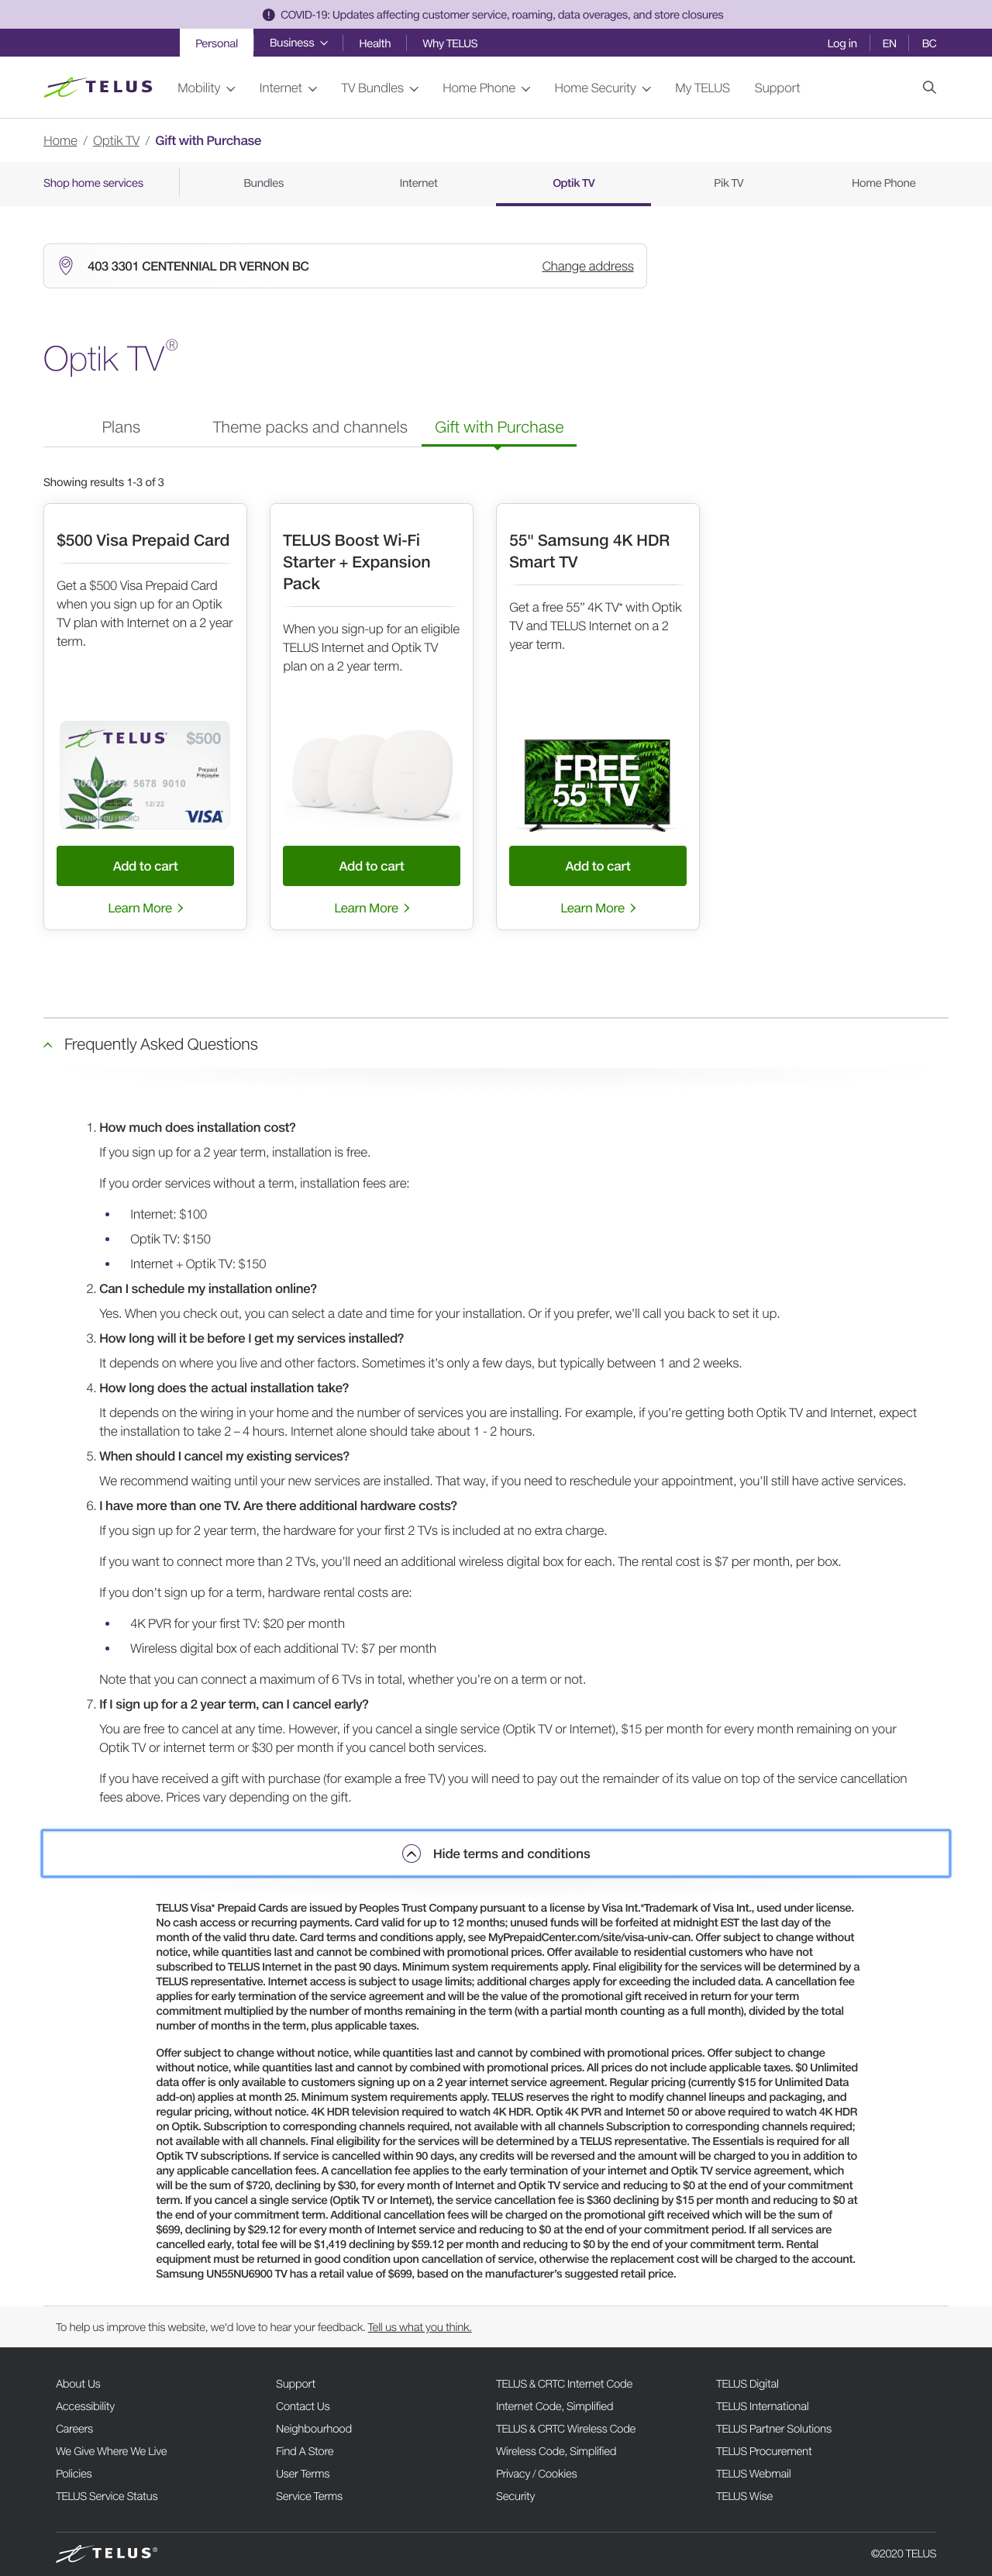 COVID-19: Updates affecting customer service, roaming, data overages, and store closures
Personal
Business
Health
Why TELUS
Log in
EN
BC
TELUS
Mobility
Internet
TV Bundles
Home Phone
Home Security
My TELUS
Support
Home / Optik TV / Gift with Purchase
Shop home services
Bundles
Internet
Optik TV
Pik TV
Home Phone
403 3301 CENTENNIAL DR VERNON BC
Change address
Optik TV®
Plans
Theme packs and channels
Gift with Purchase
Showing results 1-3 of 3
$500 Visa Prepaid Card
Get a $500 Visa Prepaid Card
when you sign up for an Optik
TV plan with Internet on a 2 year
term.
TELUS® $500
Prepaid
Prépayée
4000 1234 5678 9010
12/22
THANK YOU / MERCI
VISA
Add to cart
Learn More
TELUS Boost Wi-Fi
Starter + Expansion
Pack
When you sign-up for an eligible
TELUS Internet and Optik TV
plan on a 2 year term.
Add to cart
Learn More
55" Samsung 4K HDR
Smart TV
Get a free 55" 4K TV* with Optik
TV and TELUS Internet on a 2
year term.
FREE
55" TV
Add to cart
Learn More
Frequently Asked Questions
1. How much does installation cost?
If you sign up for a 2 year term, installation is free.
If you order services without a term, installation fees are:
• Internet: $100
• Optik TV: $150
• Internet + Optik TV: $150
2. Can I schedule my installation online?
Yes. When you check out, you can select a date and time for your installation. Or if you prefer, we'll call you back to set it up.
3. How long will it be before I get my services installed?
It depends on where you live and other factors. Sometimes it's only a few days, but typically between 1 and 2 weeks.
4. How long does the actual installation take?
It depends on the wiring in your home and the number of services you are installing. For example, if you're getting both Optik TV and Internet, expect
the installation to take 2 – 4 hours. Internet alone should take about 1 - 2 hours.
5. When should I cancel my existing services?
We recommend waiting until your new services are installed. That way, if you need to reschedule your appointment, you'll still have active services.
6. I have more than one TV. Are there additional hardware costs?
If you sign up for 2 year term, the hardware for your first 2 TVs is included at no extra charge.
If you want to connect more than 2 TVs, you'll need an additional wireless digital box for each. The rental cost is $7 per month, per box.
If you don't sign up for a term, hardware rental costs are:
• 4K PVR for your first TV: $20 per month
• Wireless digital box of each additional TV: $7 per month
Note that you can connect a maximum of 6 TVs in total, whether you're on a term or not.
7. If I sign up for a 2 year term, can I cancel early?
You are free to cancel at any time. However, if you cancel a single service (Optik TV or Internet), $15 per month for every month remaining on your
Optik TV or internet term or $30 per month if you cancel both services.
If you have received a gift with purchase (for example a free TV) you will need to pay out the remainder of its value on top of the service cancellation
fees above. Prices vary depending on the gift.
Hide terms and conditions
TELUS Visa* Prepaid Cards are issued by Peoples Trust Company pursuant to a license by Visa Int.*Trademark of Visa Int., used under license.
No cash access or recurring payments. Card valid for up to 12 months; unused funds will be forfeited at midnight EST the last day of the
month of the valid thru date. Card terms and conditions apply, see MyPrepaidCenter.com/site/visa-univ-can. Offer subject to change without
notice, while quantities last and cannot be combined with promotional prices. Offer available to residential customers who have not
subscribed to TELUS Internet in the past 90 days. Minimum system requirements apply. Final eligibility for the services will be determined by a
TELUS representative. Internet access is subject to usage limits; additional charges apply for exceeding the included data. A cancellation fee
applies for early termination of the service agreement and will be the value of the promotional gift received in return for your term
commitment multiplied by the number of months remaining in the term (with a partial month counting as a full month), divided by the total
number of months in the term, plus applicable taxes.
Offer subject to change without notice, while quantities last and cannot by combined with promotional prices. Offer subject to change
without notice, while quantities last and cannot by combined with promotional prices. All prices do not include applicable taxes. $0 Unlimited
data offer is only available to customers signing up on a 2 year internet service agreement. Regular pricing (currently $15 for Unlimited Data
add-on) applies at month 25. Minimum system requirements apply. TELUS reserves the right to modify channel lineups and packaging, and
regular pricing, without notice. 4K HDR television required to watch 4K HDR. Optik 4K PVR and Internet 50 or above required to watch 4K HDR
on Optik. Subscription to corresponding channels required, not available with all channels Subscription to corresponding channels required;
not available with all channels. Final eligibility for the services will be determined by a TELUS representative. The Essentials is required for all
Optik TV subscriptions. If service is cancelled within 90 days, any credits will be reversed and the amount will be charged to you in addition to
any applicable cancellation fees. A cancellation fee applies to the early termination of your internet and Optik TV service agreement, which
will be the sum of $720, declining by $30, for every month of Internet and Optik TV service and reducing to $0 at the end of your commitment
term. If you cancel a single service (Optik TV or Internet), the service cancellation fee is $360 declining by $15 per month and reducing to $0 at
the end of your commitment term. Additional cancellation fees will be charged on the promotional gift received which will be the sum of
$699, declining by $29.12 for every month of Internet service and reducing to $0 at the end of your commitment period. If all services are
cancelled early, total fee will be $1,419 declining by $59.12 per month and reducing to $0 by the end of your commitment term. Rental
equipment must be returned in good condition upon cancellation of service, otherwise the replacement cost will be charged to the account.
Samsung UN55NU6900 TV has a retail value of $699, based on the manufacturer's suggested retail price.
To help us improve this website, we'd love to hear your feedback. Tell us what you think.
About Us
Accessibility
Careers
We Give Where We Live
Policies
TELUS Service Status
Support
Contact Us
Neighbourhood
Find A Store
User Terms
Service Terms
TELUS & CRTC Internet Code
Internet Code, Simplified
TELUS & CRTC Wireless Code
Wireless Code, Simplified
Privacy / Cookies
Security
TELUS Digital
TELUS International
TELUS Partner Solutions
TELUS Procurement
TELUS Webmail
TELUS Wise
TELUS®
©2020 TELUS